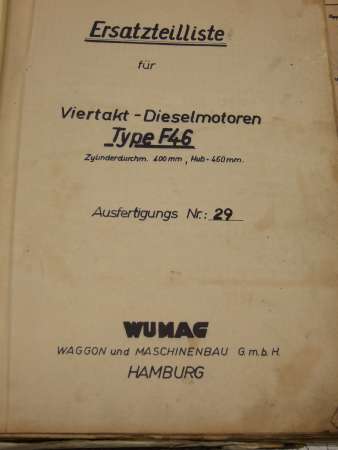 Ersatzteilliste
für
Viertakt - Dieselmotoren
Type F46
Zylinderdurchm. 400 mm, Hub - 460 mm.
Ausfertigungs Nr.: 29
WUMAG
WAGGON und MASCHINENBAU G.m.b.H.
HAMBURG